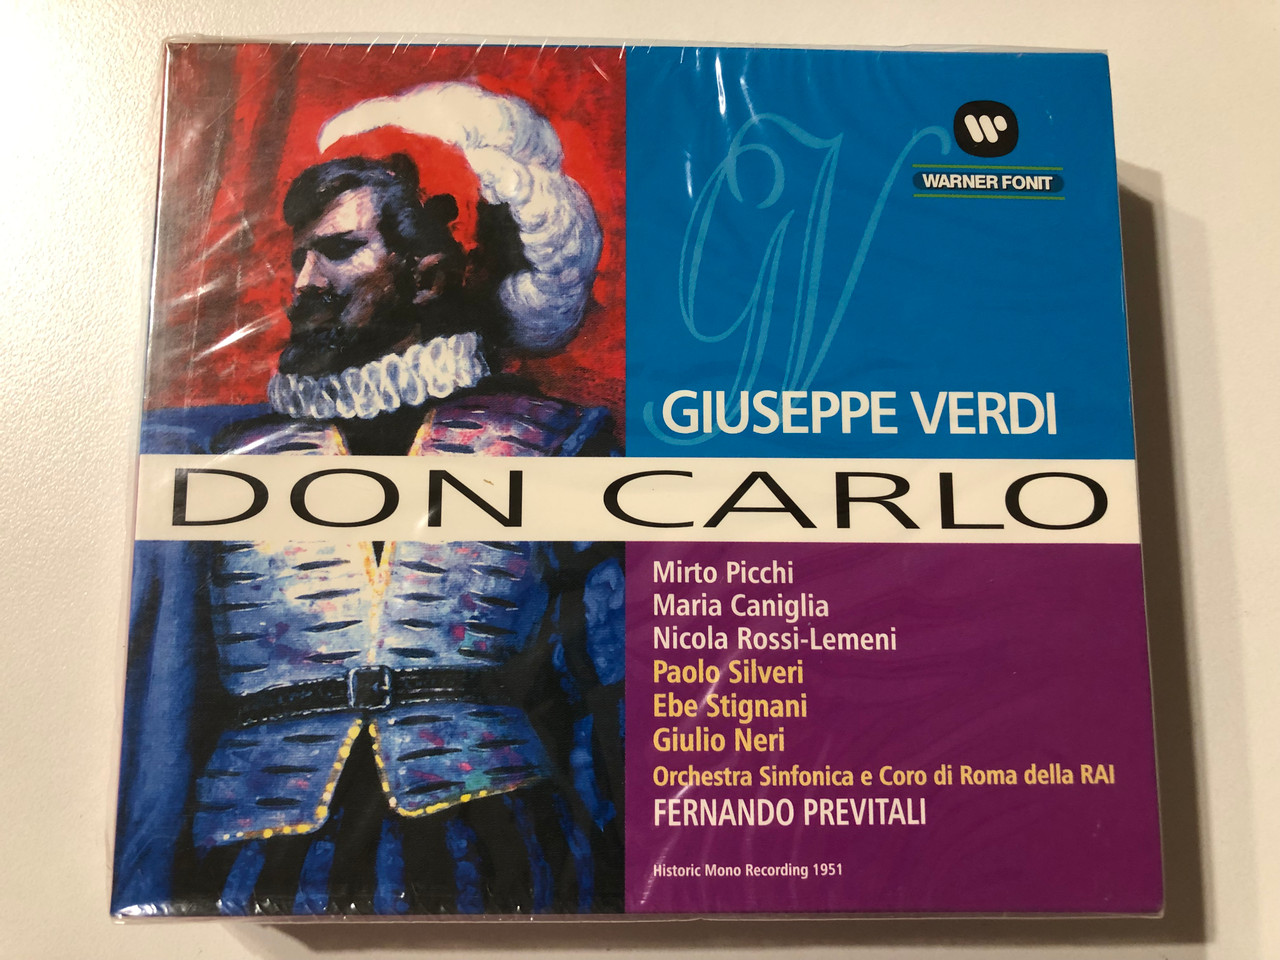 WARNER FONIT
GIUSEPPE VERDI
DON CARLO
Mirto Picchi
Maria Caniglia
Nicola Rossi-Lemeni
Paolo Silveri
Ebe Stignani
Giulio Neri
Orchestra Sinfonica e Coro di Roma della RAI
FERNANDO PREVITALI
Historic Mono Recording 1951